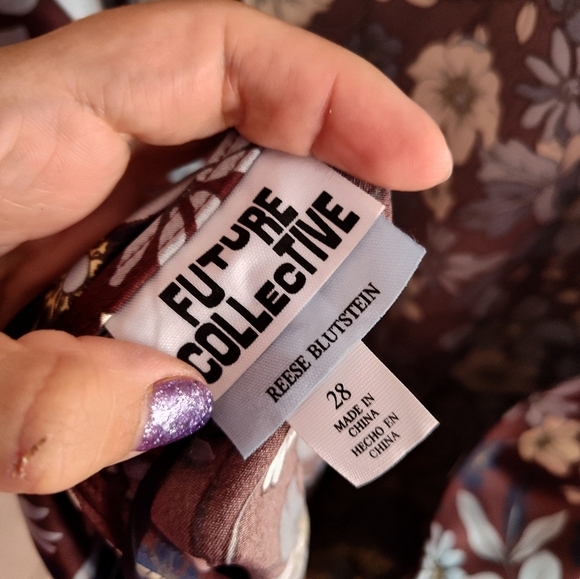 FUTURE
COLLECTIVE
REESE BLUTSTEIN
28
MADE IN
CHINA
HECHO EN
CHINA